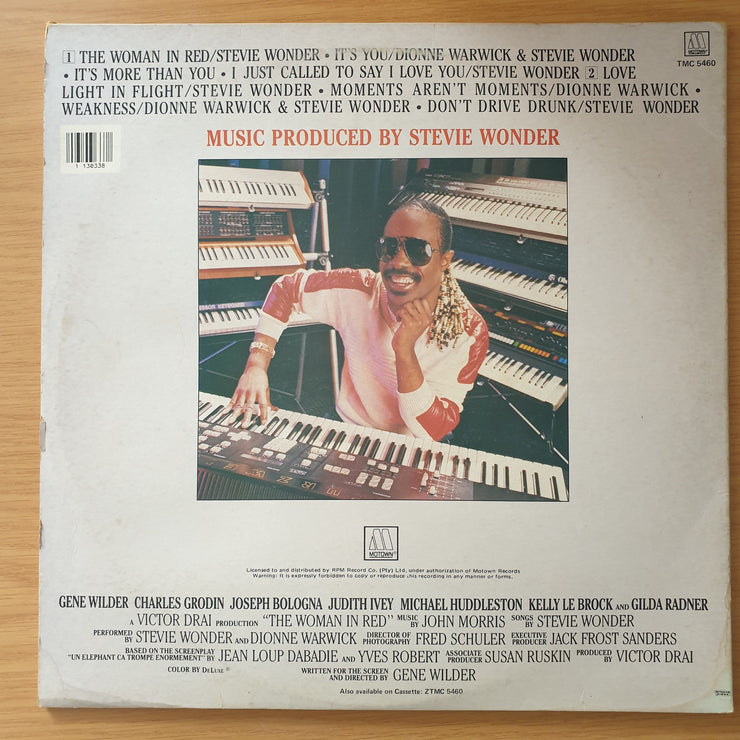 1 THE WOMAN IN RED/STEVIE WONDER • IT'S YOU/DIONNE WARWICK & STEVIE WONDER
• IT'S MORE THAN YOU • I JUST CALLED TO SAY I LOVE YOU/STEVIE WONDER 2 LOVE
LIGHT IN FLIGHT/STEVIE WONDER • MOMENTS AREN'T MOMENTS/DIONNE WARWICK •
WEAKNESS/DIONNE WARWICK & STEVIE WONDER • DON'T DRIVE DRUNK/STEVIE WONDER
MOTOWN
TMC 5460
MUSIC PRODUCED BY STEVIE WONDER
1 130338
MOTOWN®
Licensed to and distributed by RPM Record Co. (Pty) Ltd. under authorization of Motown Records
Warning: It is expressly forbidden to copy or reproduce this recording in any manner or forms.
GENE WILDER CHARLES GRODIN JOSEPH BOLOGNA JUDITH IVEY MICHAEL HUDDLESTON KELLY LE BROCK AND GILDA RADNER
A VICTOR DRAI PRODUCTION "THE WOMAN IN RED" MUSIC BY JOHN MORRIS SONGS BY STEVIE WONDER
PERFORMED BY STEVIE WONDER AND DIONNE WARWICK DIRECTOR OF PHOTOGRAPHY FRED SCHULER EXECUTIVE PRODUCER JACK FROST SANDERS
BASED ON THE SCREENPLAY "UN ELEPHANT CA TROMPE ENORMEMENT" BY JEAN LOUP DABADIE AND YVES ROBERT ASSOCIATE PRODUCER SUSAN RUSKIN PRODUCED BY VICTOR DRAI
COLOR BY DELUXE® WRITTEN FOR THE SCREEN AND DIRECTED BY GENE WILDER
Also available on Cassette: ZTMC 5460